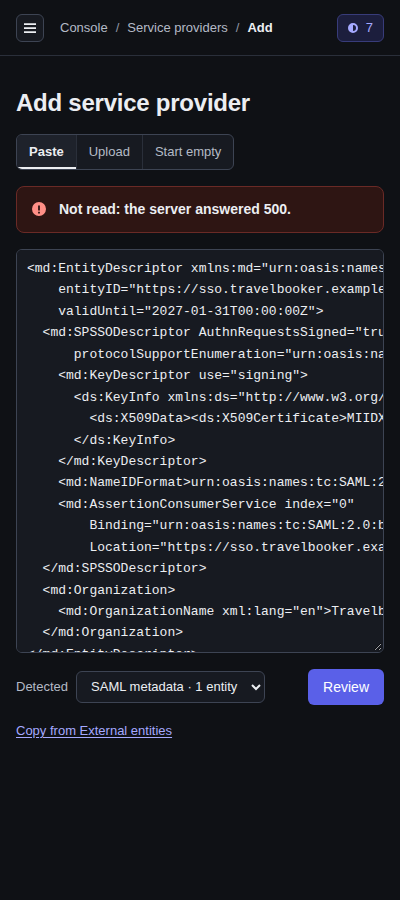 Console / Service providers / Add
7
Add service provider
Paste
Upload
Start empty
Not read: the server answered 500.
<md:EntityDescriptor xmlns:md="urn:oasis:names
entityID="https://sso.travelbooker.example
validUntil="2027-01-31T00:00:00Z">
<md:SPSSODescriptor AuthnRequestsSigned="tru
protocolSupportEnumeration="urn:oasis:na
<md:KeyDescriptor use="signing">
<ds:KeyInfo xmlns:ds="http://www.w3.org/
<ds:X509Data><ds:X509Certificate>MIIDX
</ds:KeyInfo>
</md:KeyDescriptor>
<md:NameIDFormat>urn:oasis:names:tc:SAML:2
<md:AssertionConsumerService index="0"
Binding="urn:oasis:names:tc:SAML:2.0:b
Location="https://sso.travelbooker.exa
</md:SPSSODescriptor>
<md:Organization>
<md:OrganizationName xml:lang="en">Travelb
</md:Organization>
</md:EntityDescriptor>
Detected
SAML metadata · 1 entity
Review
Copy from External entities